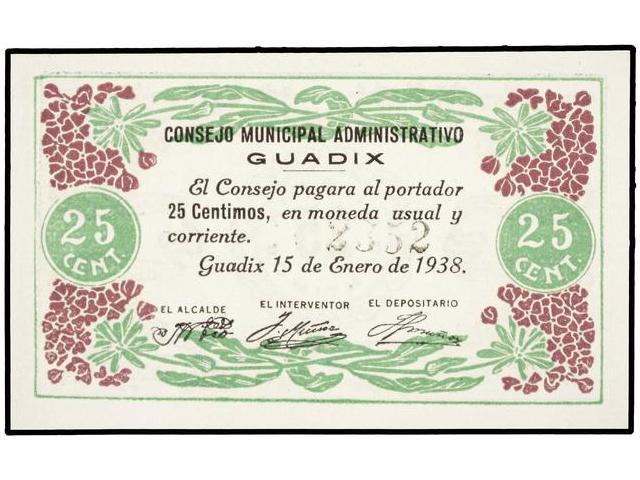 CONSEJO MUNICIPAL ADMINISTRATIVO
GUADIX
El Consejo pagara al portador
25 Centimos, en moneda usual y
corriente. 2352
Guadix 15 de Enero de 1938.
25
CENT.
25
CENT.
EL ALCALDE EL INTERVENTOR EL DEPOSITARIO